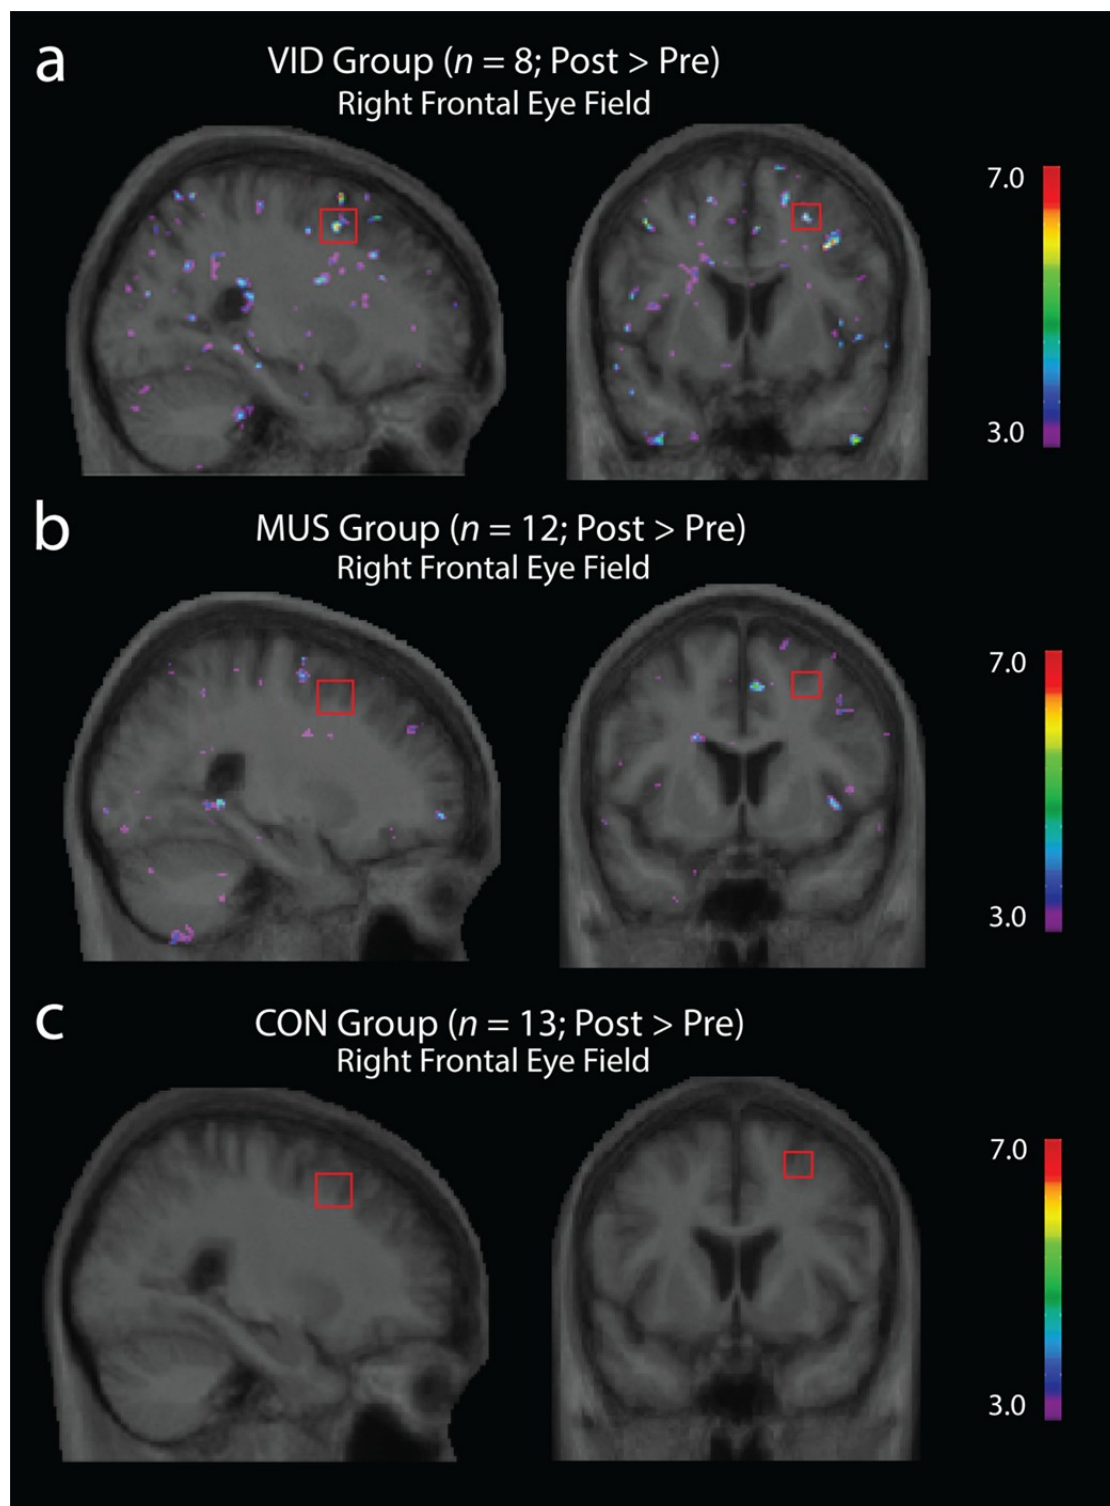 a
VID Group (n = 8; Post > Pre)
Right Frontal Eye Field
7.0
3.0
b
MUS Group (n = 12; Post > Pre)
Right Frontal Eye Field
7.0
3.0
c
CON Group (n = 13; Post > Pre)
Right Frontal Eye Field
7.0
3.0